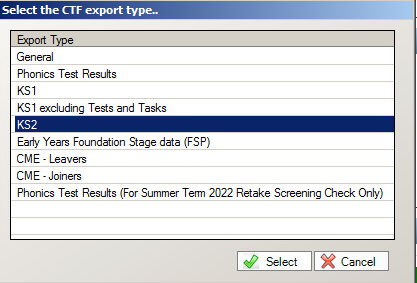 Select the CTF export type..
Export Type
General
Phonics Test Results
KS1
KS1 excluding Tests and Tasks
KS2
Early Years Foundation Stage data (FSP)
CME - Leavers
CME - Joiners
Phonics Test Results (For Summer Term 2022 Retake Screening Check Only)
Select Cancel